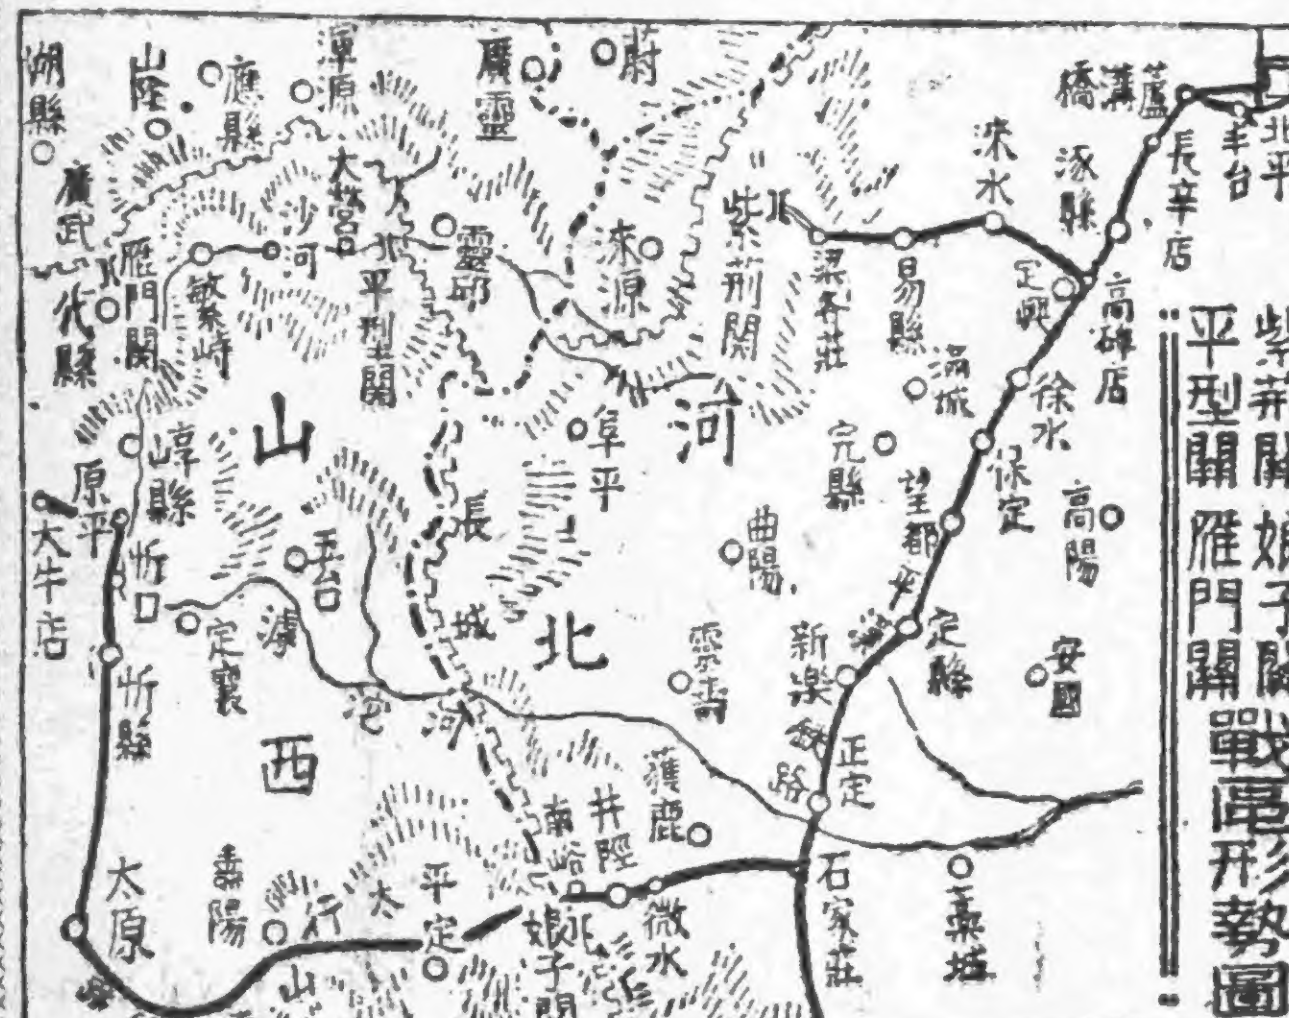 紫荊關 娘子關
平型關 雁門關
戰區形勢圖
北平
丰台
蘆溝橋
長辛店
涿縣
淶水
高碑店
定興
易縣
梁各莊
紫荊關
徐水
滿城
保定
完縣
高陽
望都
曲陽
定縣
安國
新樂
平漢鐵路
靈壽
正定
石家莊
藁城
獲鹿
微水
井陘
南峪
娘子關
平定
太行山
壽陽
太原
忻縣
忻口
定襄
滹沱河
五台
原平
大牛店
崞縣
代縣
雁門關
廣武
繁峙
沙河
大營
平型關
靈邱
淶源
阜平
長城
河北
山西
蔚
廣靈
渾原
應縣
山陰
湖縣